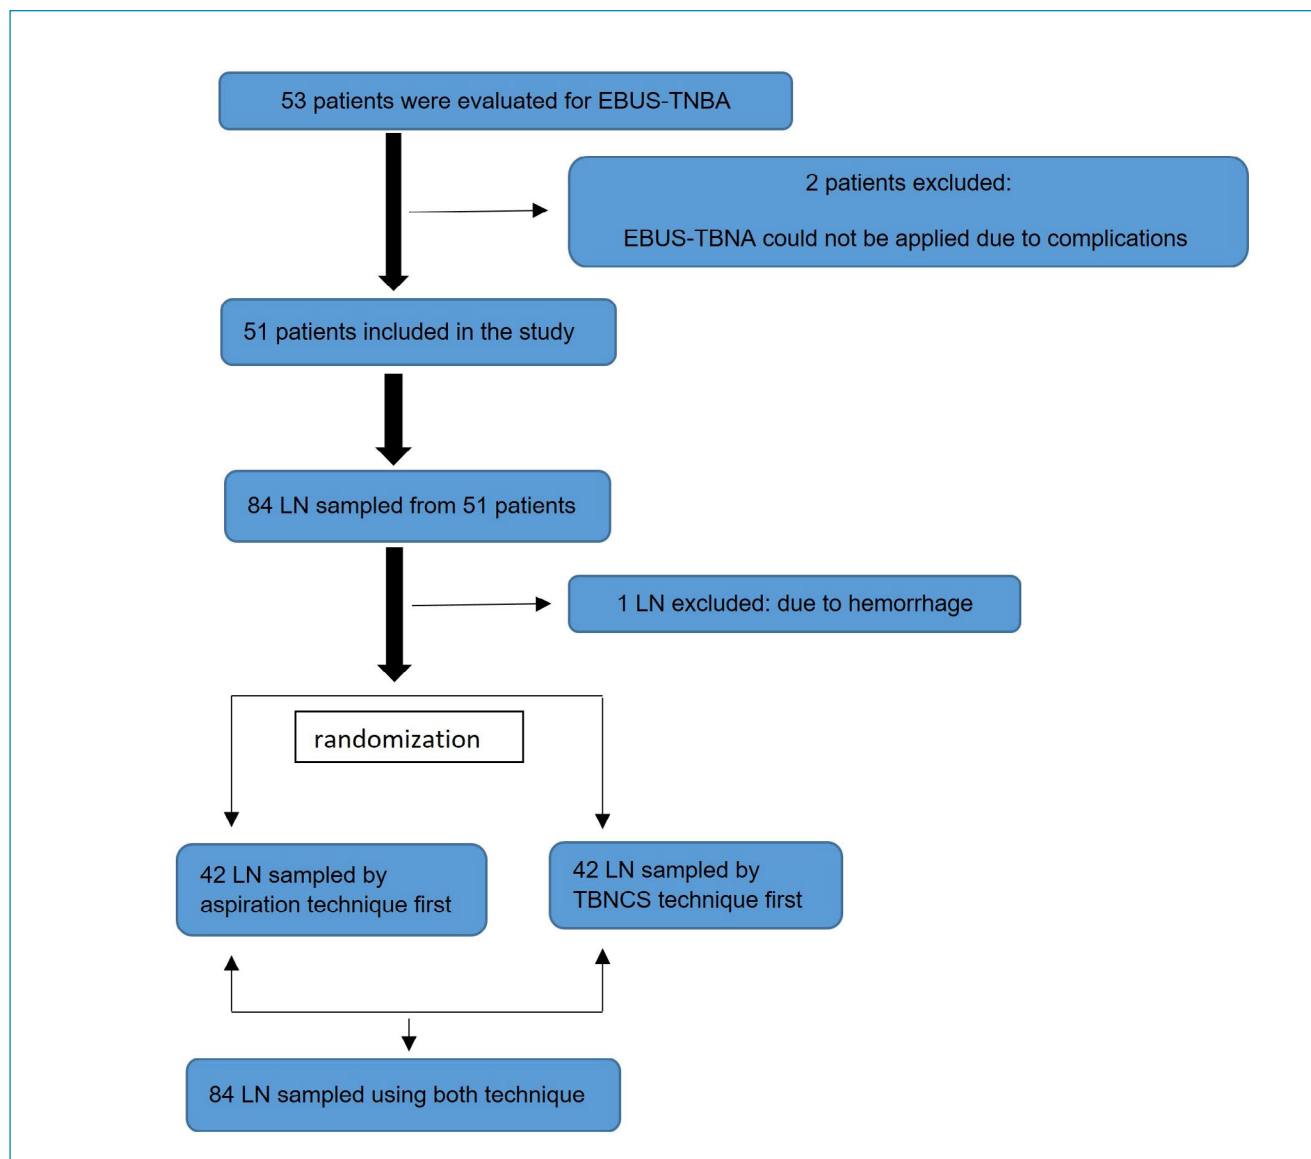 53 patients were evaluated for EBUS-TNBA
2 patients excluded:
EBUS-TBNA could not be applied due to complications
51 patients included in the study
84 LN sampled from 51 patients
1 LN excluded: due to hemorrhage
randomization
42 LN sampled by
aspiration technique first
42 LN sampled by
TBNCS technique first
84 LN sampled using both technique